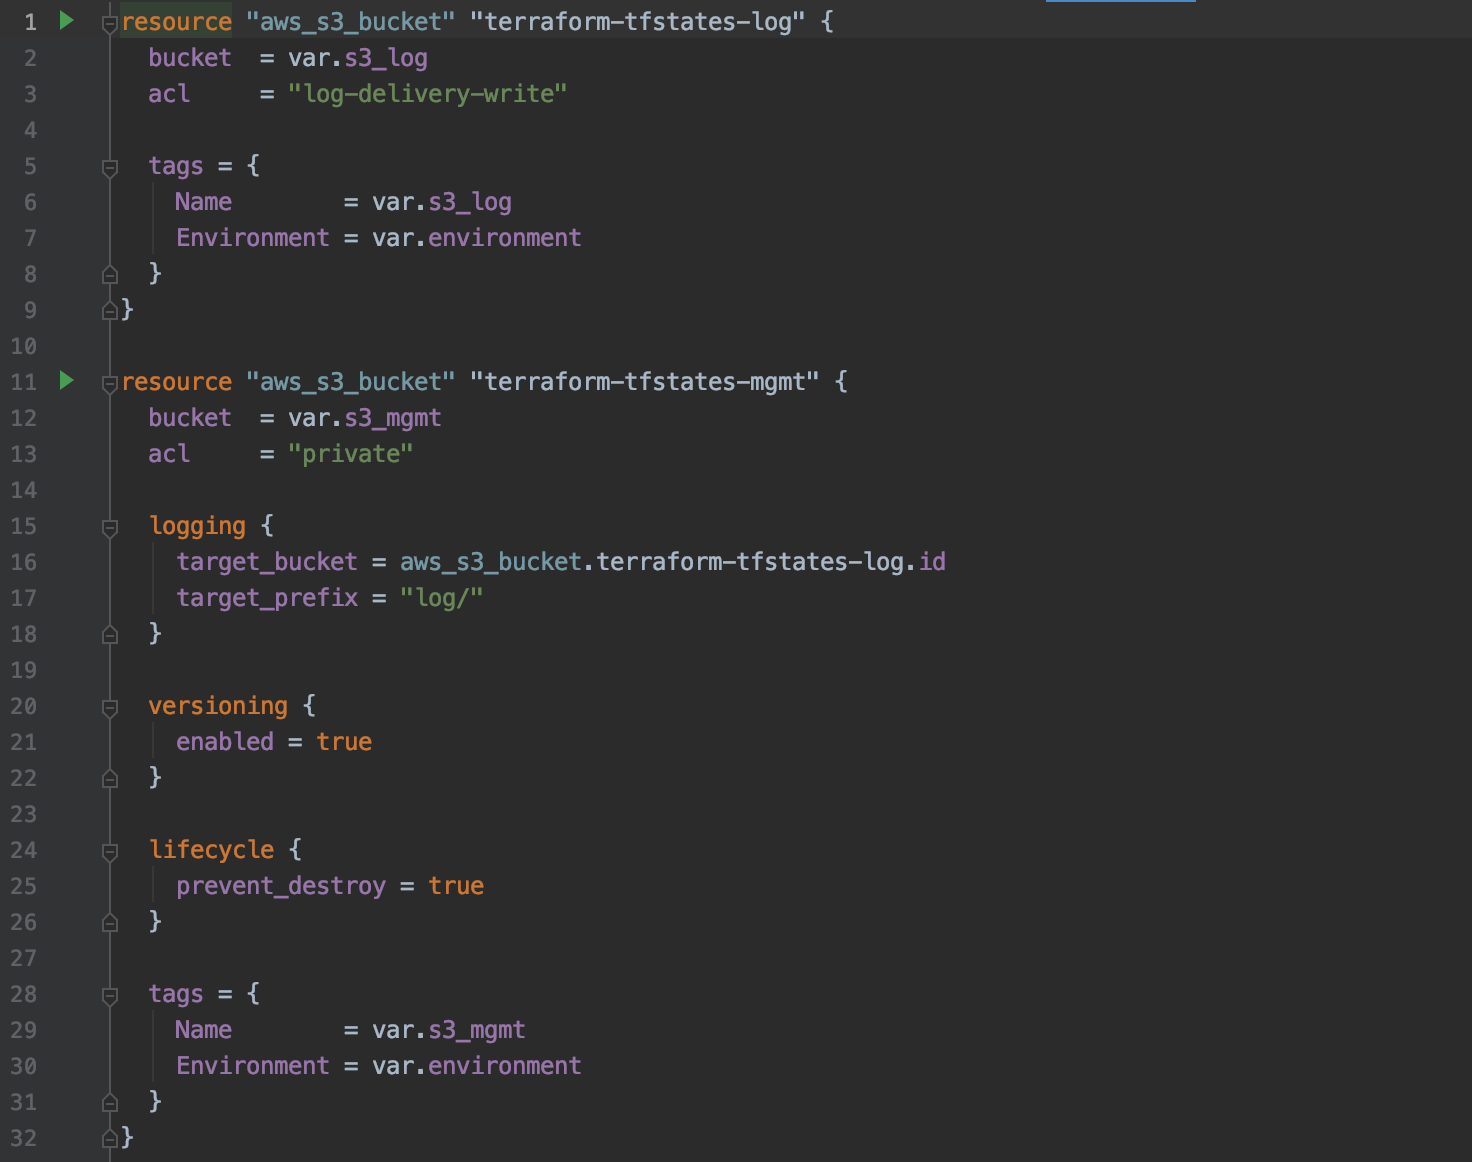 1 resource "aws_s3_bucket" "terraform-tfstates-log" {
2   bucket  = var.s3_log
3   acl     = "log-delivery-write"
4
5   tags = {
6     Name        = var.s3_log
7     Environment = var.environment
8   }
9 }
10
11 resource "aws_s3_bucket" "terraform-tfstates-mgmt" {
12   bucket  = var.s3_mgmt
13   acl     = "private"
14
15   logging {
16     target_bucket = aws_s3_bucket.terraform-tfstates-log.id
17     target_prefix = "log/"
18   }
19
20   versioning {
21     enabled = true
22   }
23
24   lifecycle {
25     prevent_destroy = true
26   }
27
28   tags = {
29     Name        = var.s3_mgmt
30     Environment = var.environment
31   }
32 }